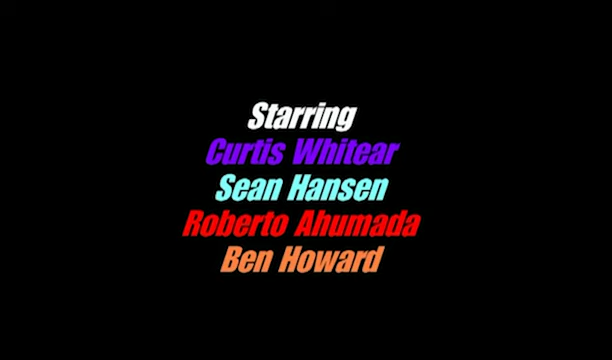 Starring
Curtis Whitear
Sean Hansen
Roberto Ahumada
Ben Howard